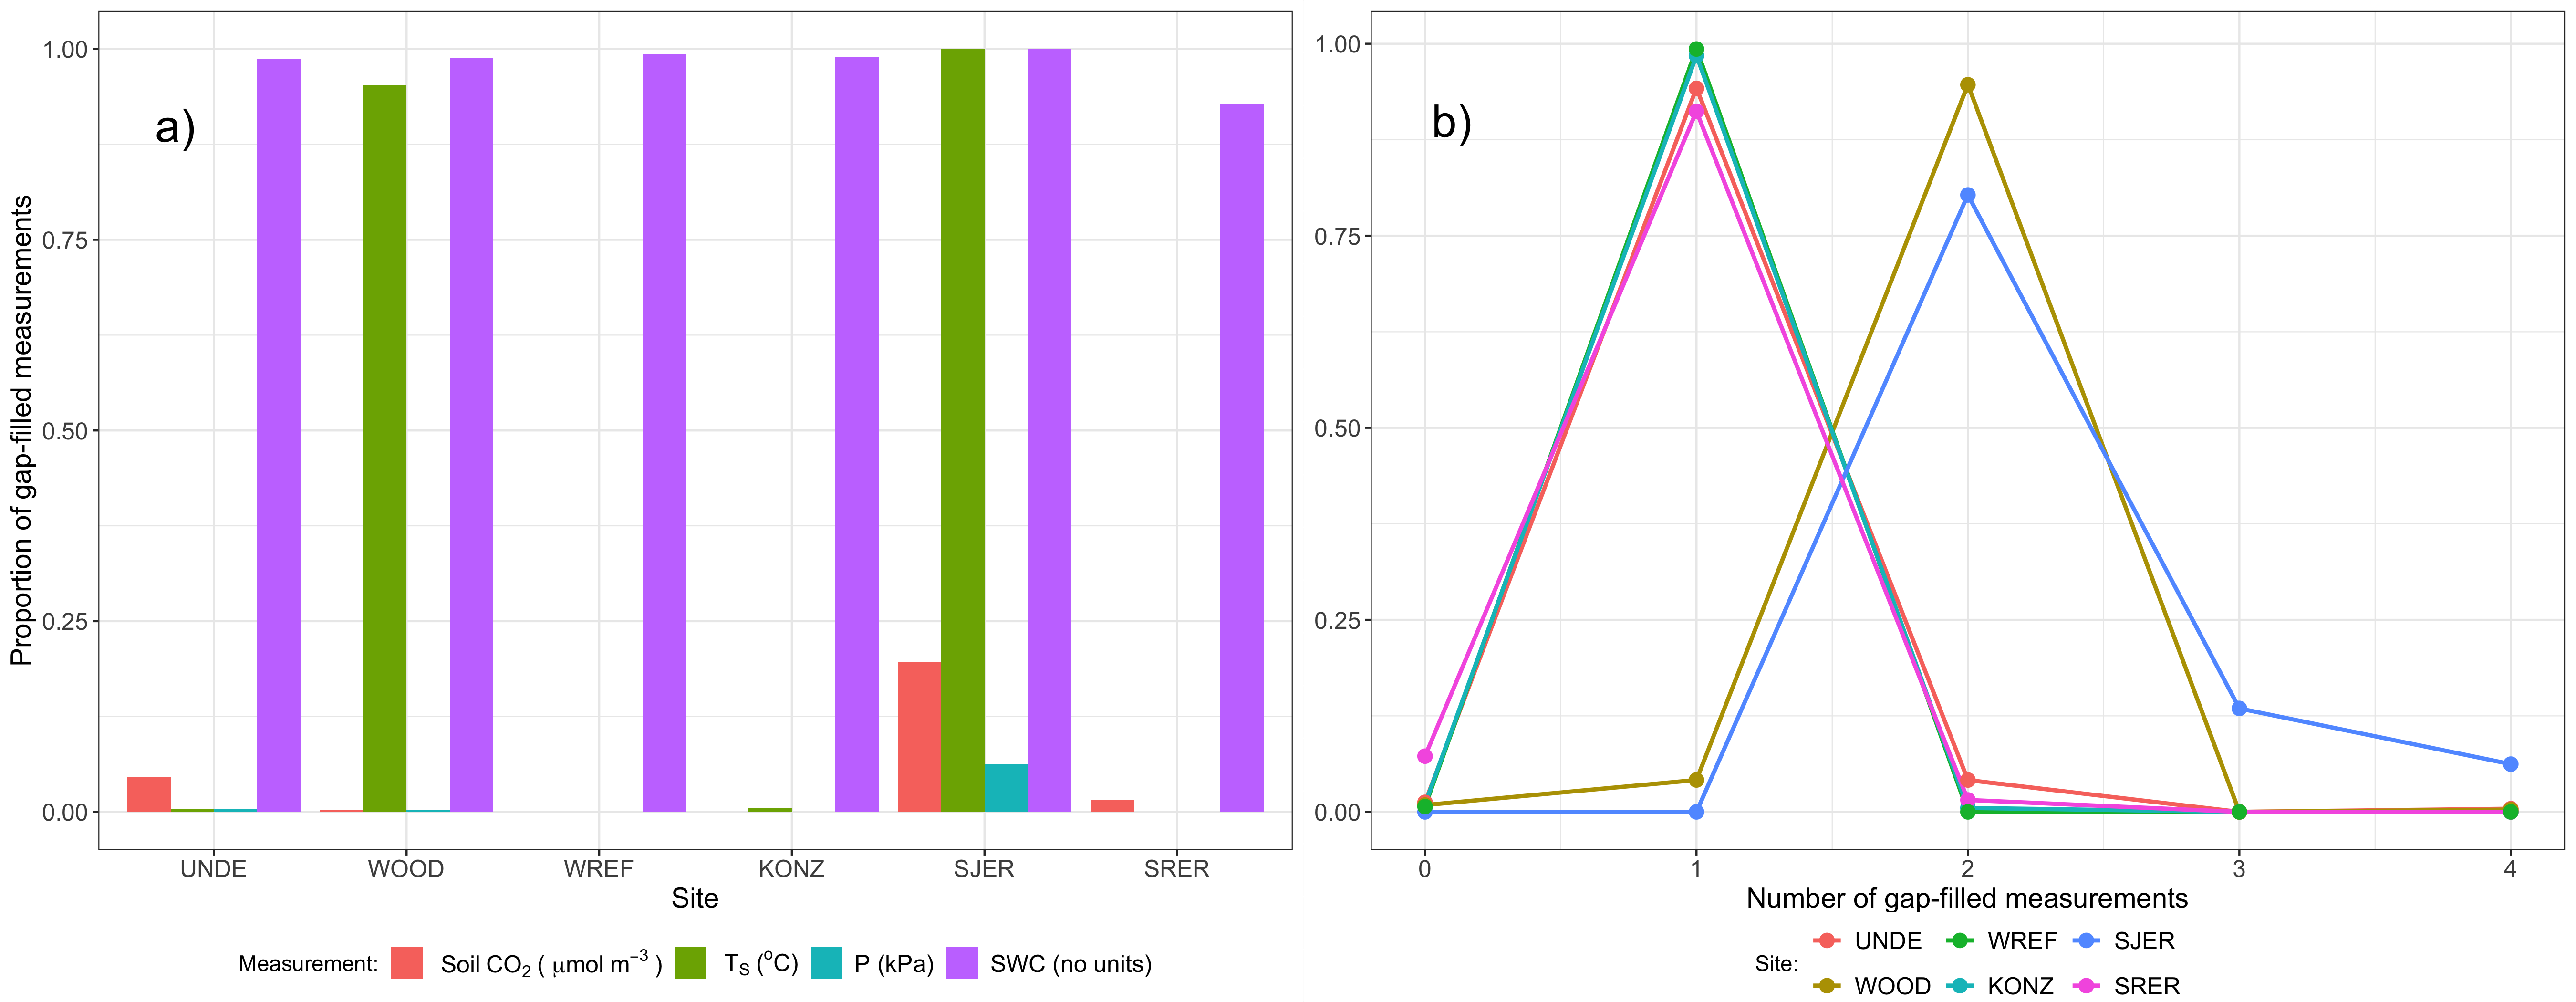 Proportion of gap-filled measurements
1.00
0.75
0.50
0.25
0.00
a)
UNDE WOOD WREF KONZ SJER SRER
Site
Measurement: Soil CO₂ ( μmol m⁻³ ) T_S (°C) P (kPa) SWC (no units)
1.00
0.75
0.50
0.25
0.00
b)
0 1 2 3 4
Number of gap-filled measurements
Site:
UNDE WREF SJER
WOOD KONZ SRER